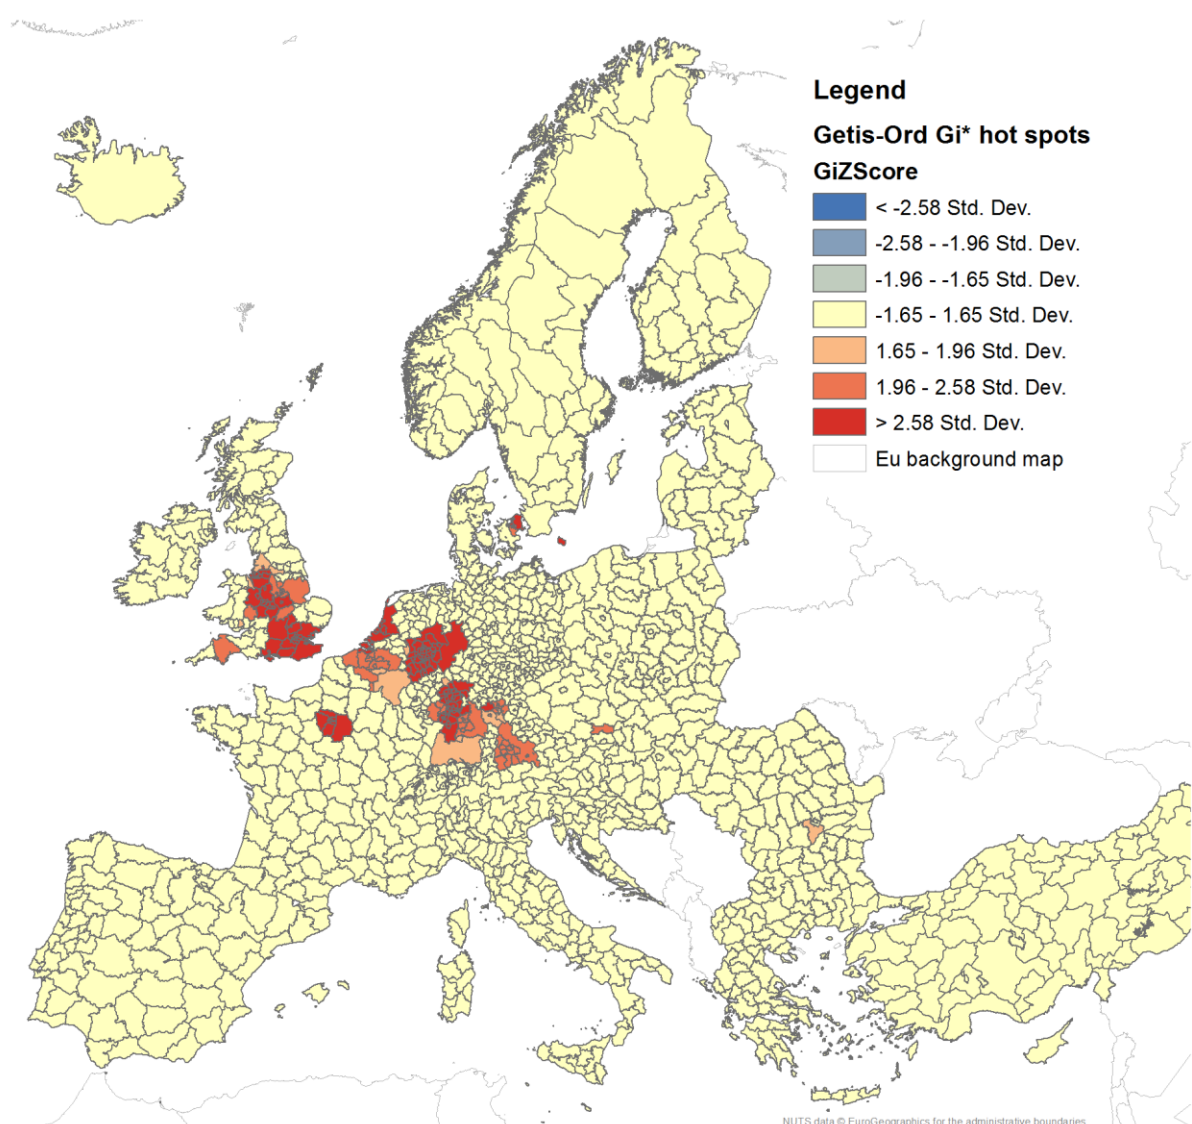 Legend
Getis-Ord Gi* hot spots
GiZScore
< -2.58 Std. Dev.
-2.58 - -1.96 Std. Dev.
-1.96 - -1.65 Std. Dev.
-1.65 - 1.65 Std. Dev.
1.65 - 1.96 Std. Dev.
1.96 - 2.58 Std. Dev.
> 2.58 Std. Dev.
Eu background map
NUTS data © EuroGeographics for the administrative boundaries